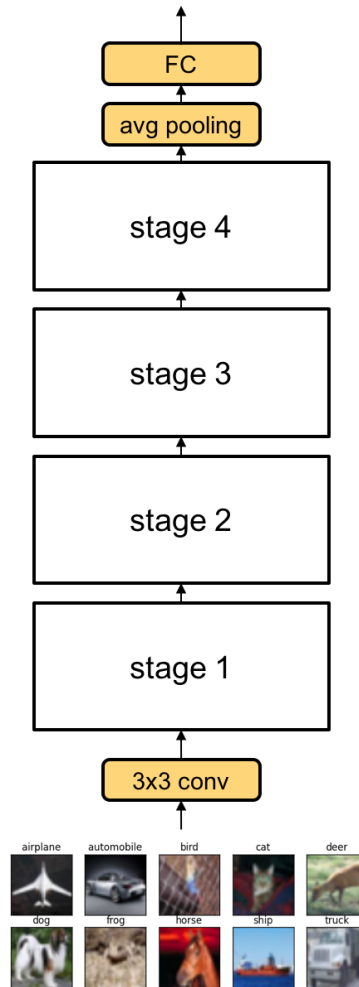 FC
avg pooling
stage 4
stage 3
stage 2
stage 1
3x3 conv
airplane automobile bird cat deer
dog frog horse ship truck